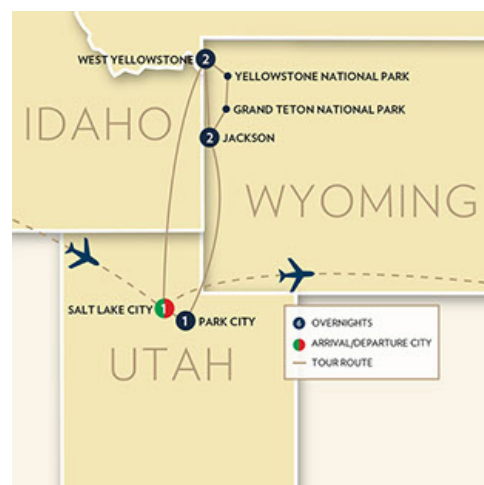 WEST YELLOWSTONE
2
YELLOWSTONE NATIONAL PARK
GRAND TETON NATIONAL PARK
IDAHO
2
JACKSON
WYOMING
SALT LAKE CITY
1
1
PARK CITY
UTAH
6 OVERNIGHTS
ARRIVAL/DEPARTURE CITY
TOUR ROUTE